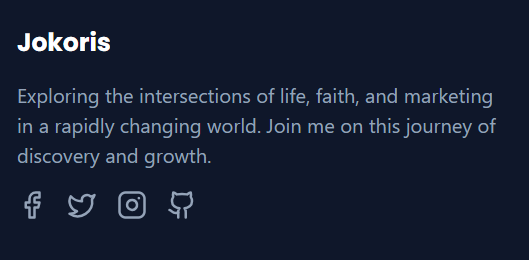 Jokoris
Exploring the intersections of life, faith, and marketing
in a rapidly changing world. Join me on this journey of
discovery and growth.